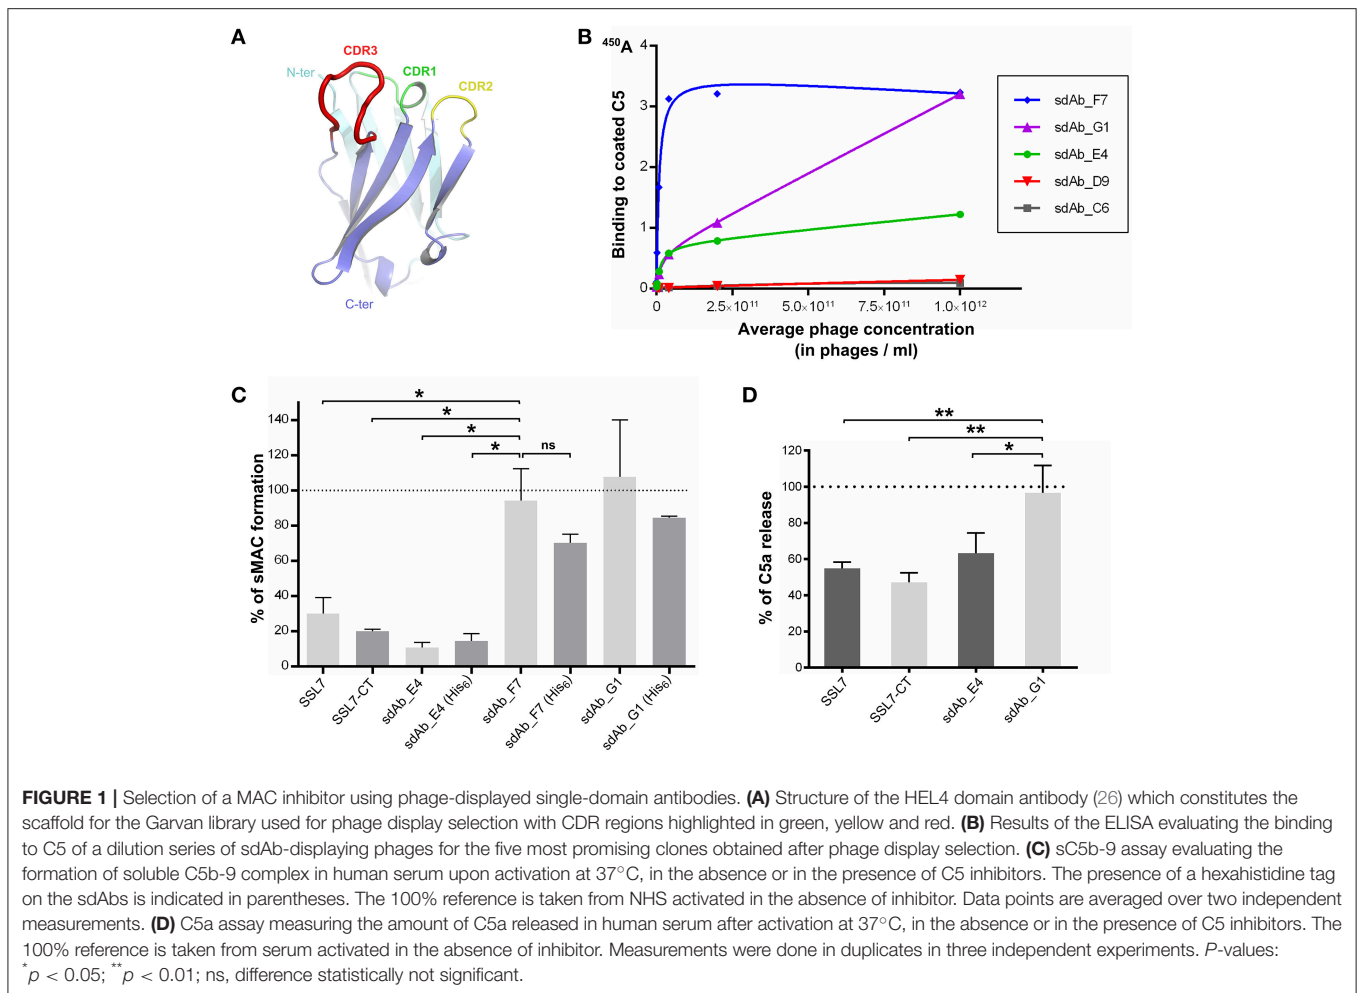 A
CDR3
N-ter
CDR1
CDR2
C-ter
B
450A
Binding to coated C5
4
3
2
1
0
0
2.5×10¹¹
5.0×10¹¹
7.5×10¹¹
1.0×10¹²
Average phage concentration
(in phages / ml)
sdAb_F7
sdAb_G1
sdAb_E4
sdAb_D9
sdAb_C6
C
% of sMAC formation
140
120
100
80
60
40
20
0
*
*
*
*
ns
SSL7
SSL7-CT
sdAb_E4
sdAb_E4 (His₆)
sdAb_F7
sdAb_F7 (His₆)
sdAb_G1
sdAb_G1 (His₆)
D
% of C5a release
120
100
80
60
40
20
0
**
**
*
SSL7
SSL7-CT
sdAb_E4
sdAb_G1
FIGURE 1 | Selection of a MAC inhibitor using phage-displayed single-domain antibodies. (A) Structure of the HEL4 domain antibody (26) which constitutes the
scaffold for the Garvan library used for phage display selection with CDR regions highlighted in green, yellow and red. (B) Results of the ELISA evaluating the binding
to C5 of a dilution series of sdAb-displaying phages for the five most promising clones obtained after phage display selection. (C) sC5b-9 assay evaluating the
formation of soluble C5b-9 complex in human serum upon activation at 37°C, in the absence or in the presence of C5 inhibitors. The presence of a hexahistidine tag
on the sdAbs is indicated in parentheses. The 100% reference is taken from NHS activated in the absence of inhibitor. Data points are averaged over two independent
measurements. (D) C5a assay measuring the amount of C5a released in human serum after activation at 37°C, in the absence or in the presence of C5 inhibitors. The
100% reference is taken from serum activated in the absence of inhibitor. Measurements were done in duplicates in three independent experiments. P-values:
*p < 0.05; **p < 0.01; ns, difference statistically not significant.